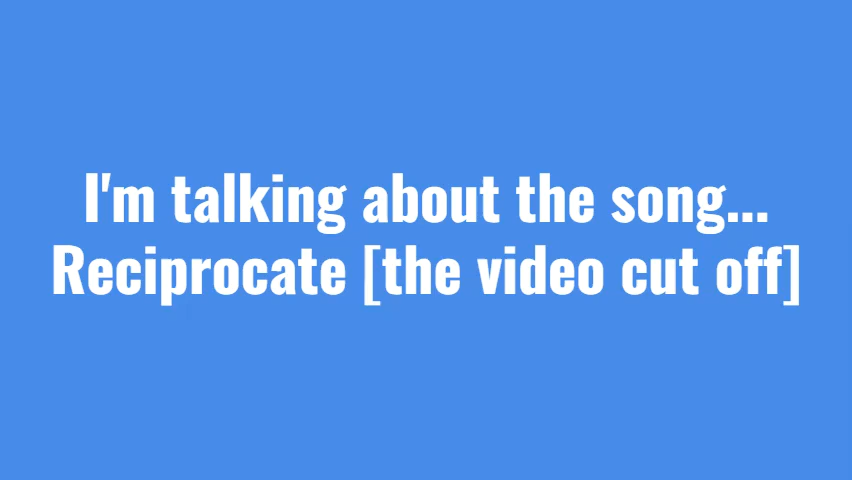 I'm talking about the song...
Reciprocate [the video cut off]